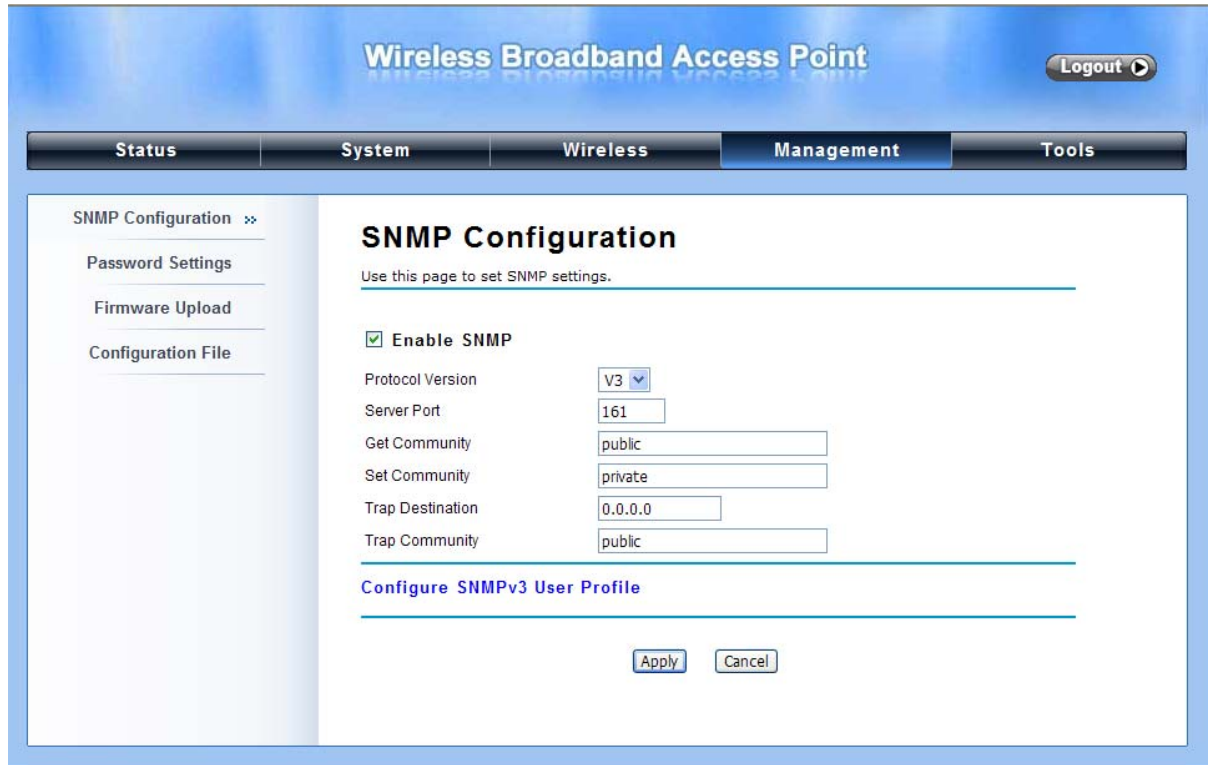 Wireless Broadband Access Point
Logout
Status System Wireless Management Tools
SNMP Configuration »
Password Settings
Firmware Upload
Configuration File
SNMP Configuration
Use this page to set SNMP settings.
Enable SNMP
Protocol Version V3
Server Port 161
Get Community public
Set Community private
Trap Destination 0.0.0.0
Trap Community public
Configure SNMPv3 User Profile
Apply Cancel